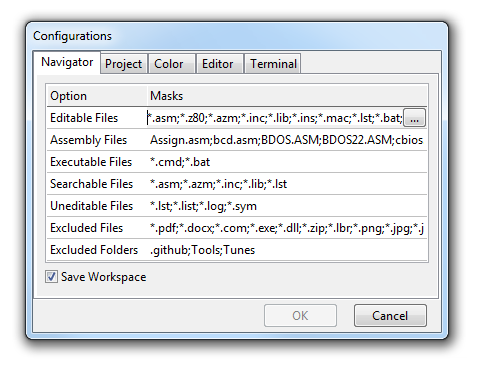 Configurations
Navigator Project Color Editor Terminal
Option Masks
Editable Files *.asm;*.z80;*.azm;*.inc;*.lib;*.ins;*.mac;*.lst;*.bat; ...
Assembly Files Assign.asm;bcd.asm;BDOS.ASM;BDOS22.ASM;cbios
Executable Files *.cmd;*.bat
Searchable Files *.asm;*.azm;*.inc;*.lib;*.lst
Uneditable Files *.lst;*.list;*.log;*.sym
Excluded Files *.pdf;*.docx;*.com;*.exe;*.dll;*.zip;*.lbr;*.png;*.jpg;*.j
Excluded Folders .github;Tools;Tunes
Save Workspace
OK Cancel